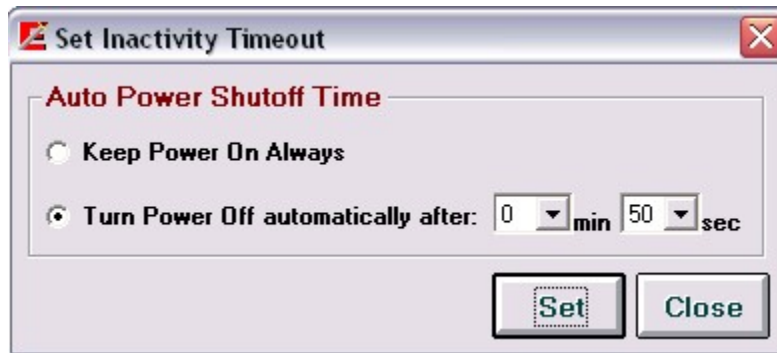 Set Inactivity Timeout
Auto Power Shutoff Time
Keep Power On Always
Turn Power Off automatically after: 0 min 50 sec
Set Close